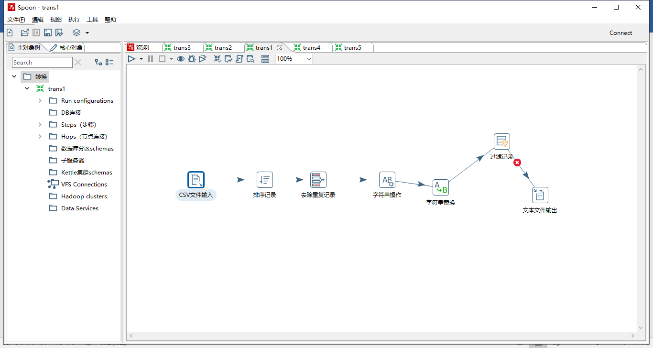 Spoon - trans1
文件(F) 编辑 视图 执行 工具 帮助
Connect
主对象树 核心对象
欢迎! trans3 trans2 trans1 trans4 trans5
Search
100%
转换
trans1
Run configurations
DB连接
Steps (步骤)
Hops (节点连接)
数据库分区schemas
子服务器
Kettle集群schemas
VFS Connections
Hadoop clusters
Data Services
过滤记录
CSV文件输入 排序记录 去除重复记录 字符串操作
字符串替换
文本文件输出